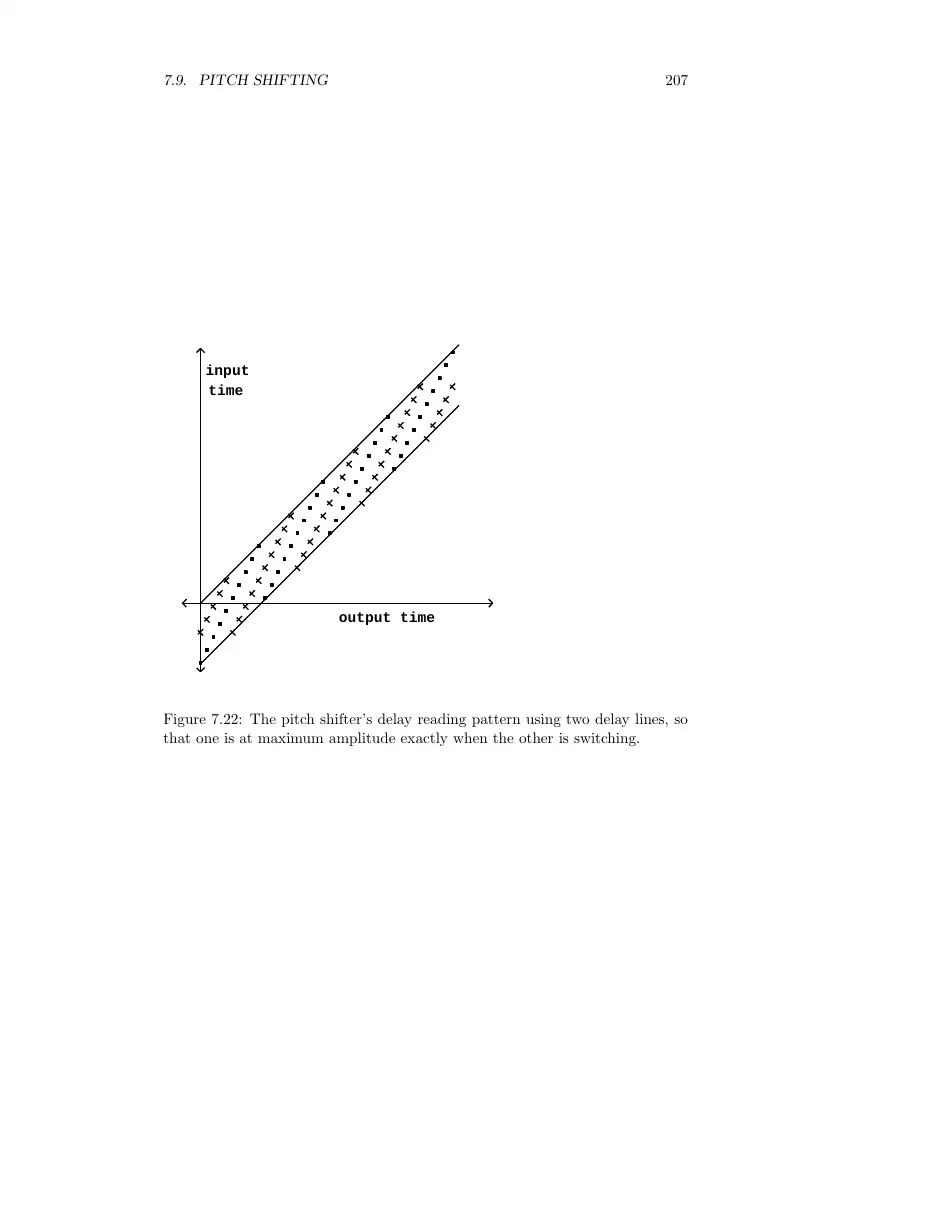 7.9. PITCH SHIFTING 207
input
time
output time
Figure 7.22: The pitch shifter's delay reading pattern using two delay lines, so
that one is at maximum amplitude exactly when the other is switching.